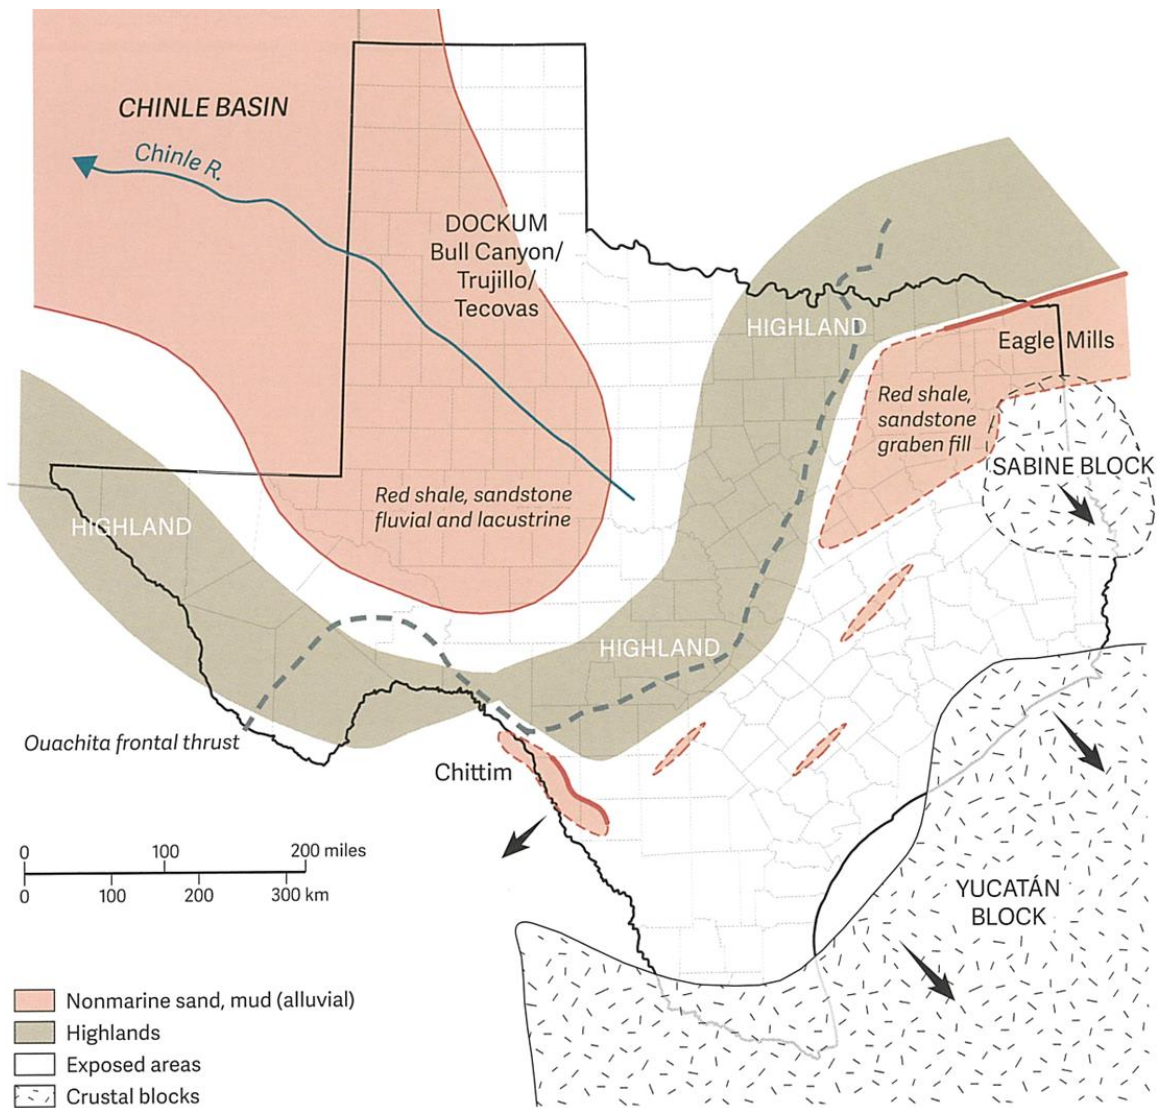 CHINLE BASIN
Chinle R.
DOCKUM
Bull Canyon/
Trujillo/
Tecovas
HIGHLAND
Eagle Mills
Red shale,
sandstone
graben fill
SABINE BLOCK
Red shale, sandstone
fluvial and lacustrine
HIGHLAND
HIGHLAND
Ouachita frontal thrust
Chittim
0 100 200 miles
0 100 200 300 km
YUCATÁN
BLOCK
Nonmarine sand, mud (alluvial)
Highlands
Exposed areas
Crustal blocks